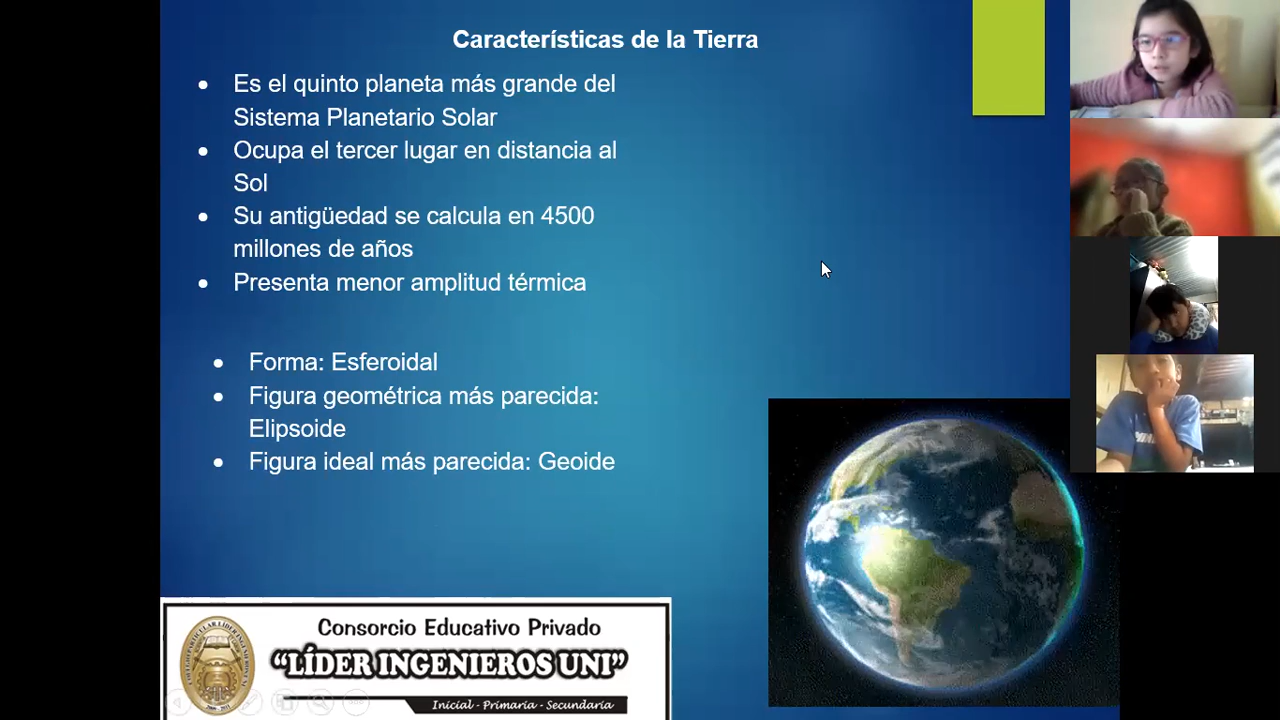 Características de la Tierra
Es el quinto planeta más grande del
Sistema Planetario Solar
Ocupa el tercer lugar en distancia al
Sol
Su antigüedad se calcula en 4500
millones de años
Presenta menor amplitud térmica
Forma: Esferoidal
Figura geométrica más parecida:
Elipsoide
Figura ideal más parecida: Geoide
Consorcio Educativo Privado
“LÍDER INGENIEROS UNI”
Inicial - Primaria - Secundaria